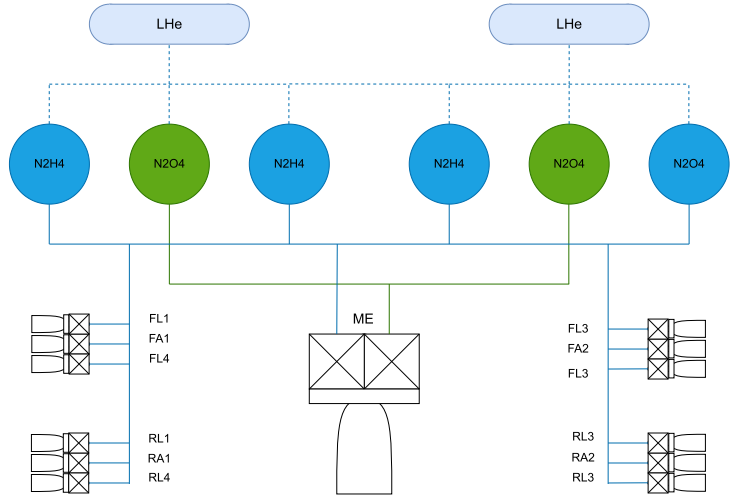 LHe
LHe
N2H4
N2O4
N2H4
N2H4
N2O4
N2O4
FL1
FA1
FL4
ME
FL3
FA2
FL3
RL1
RA1
RL4
RL3
RA2
RL3